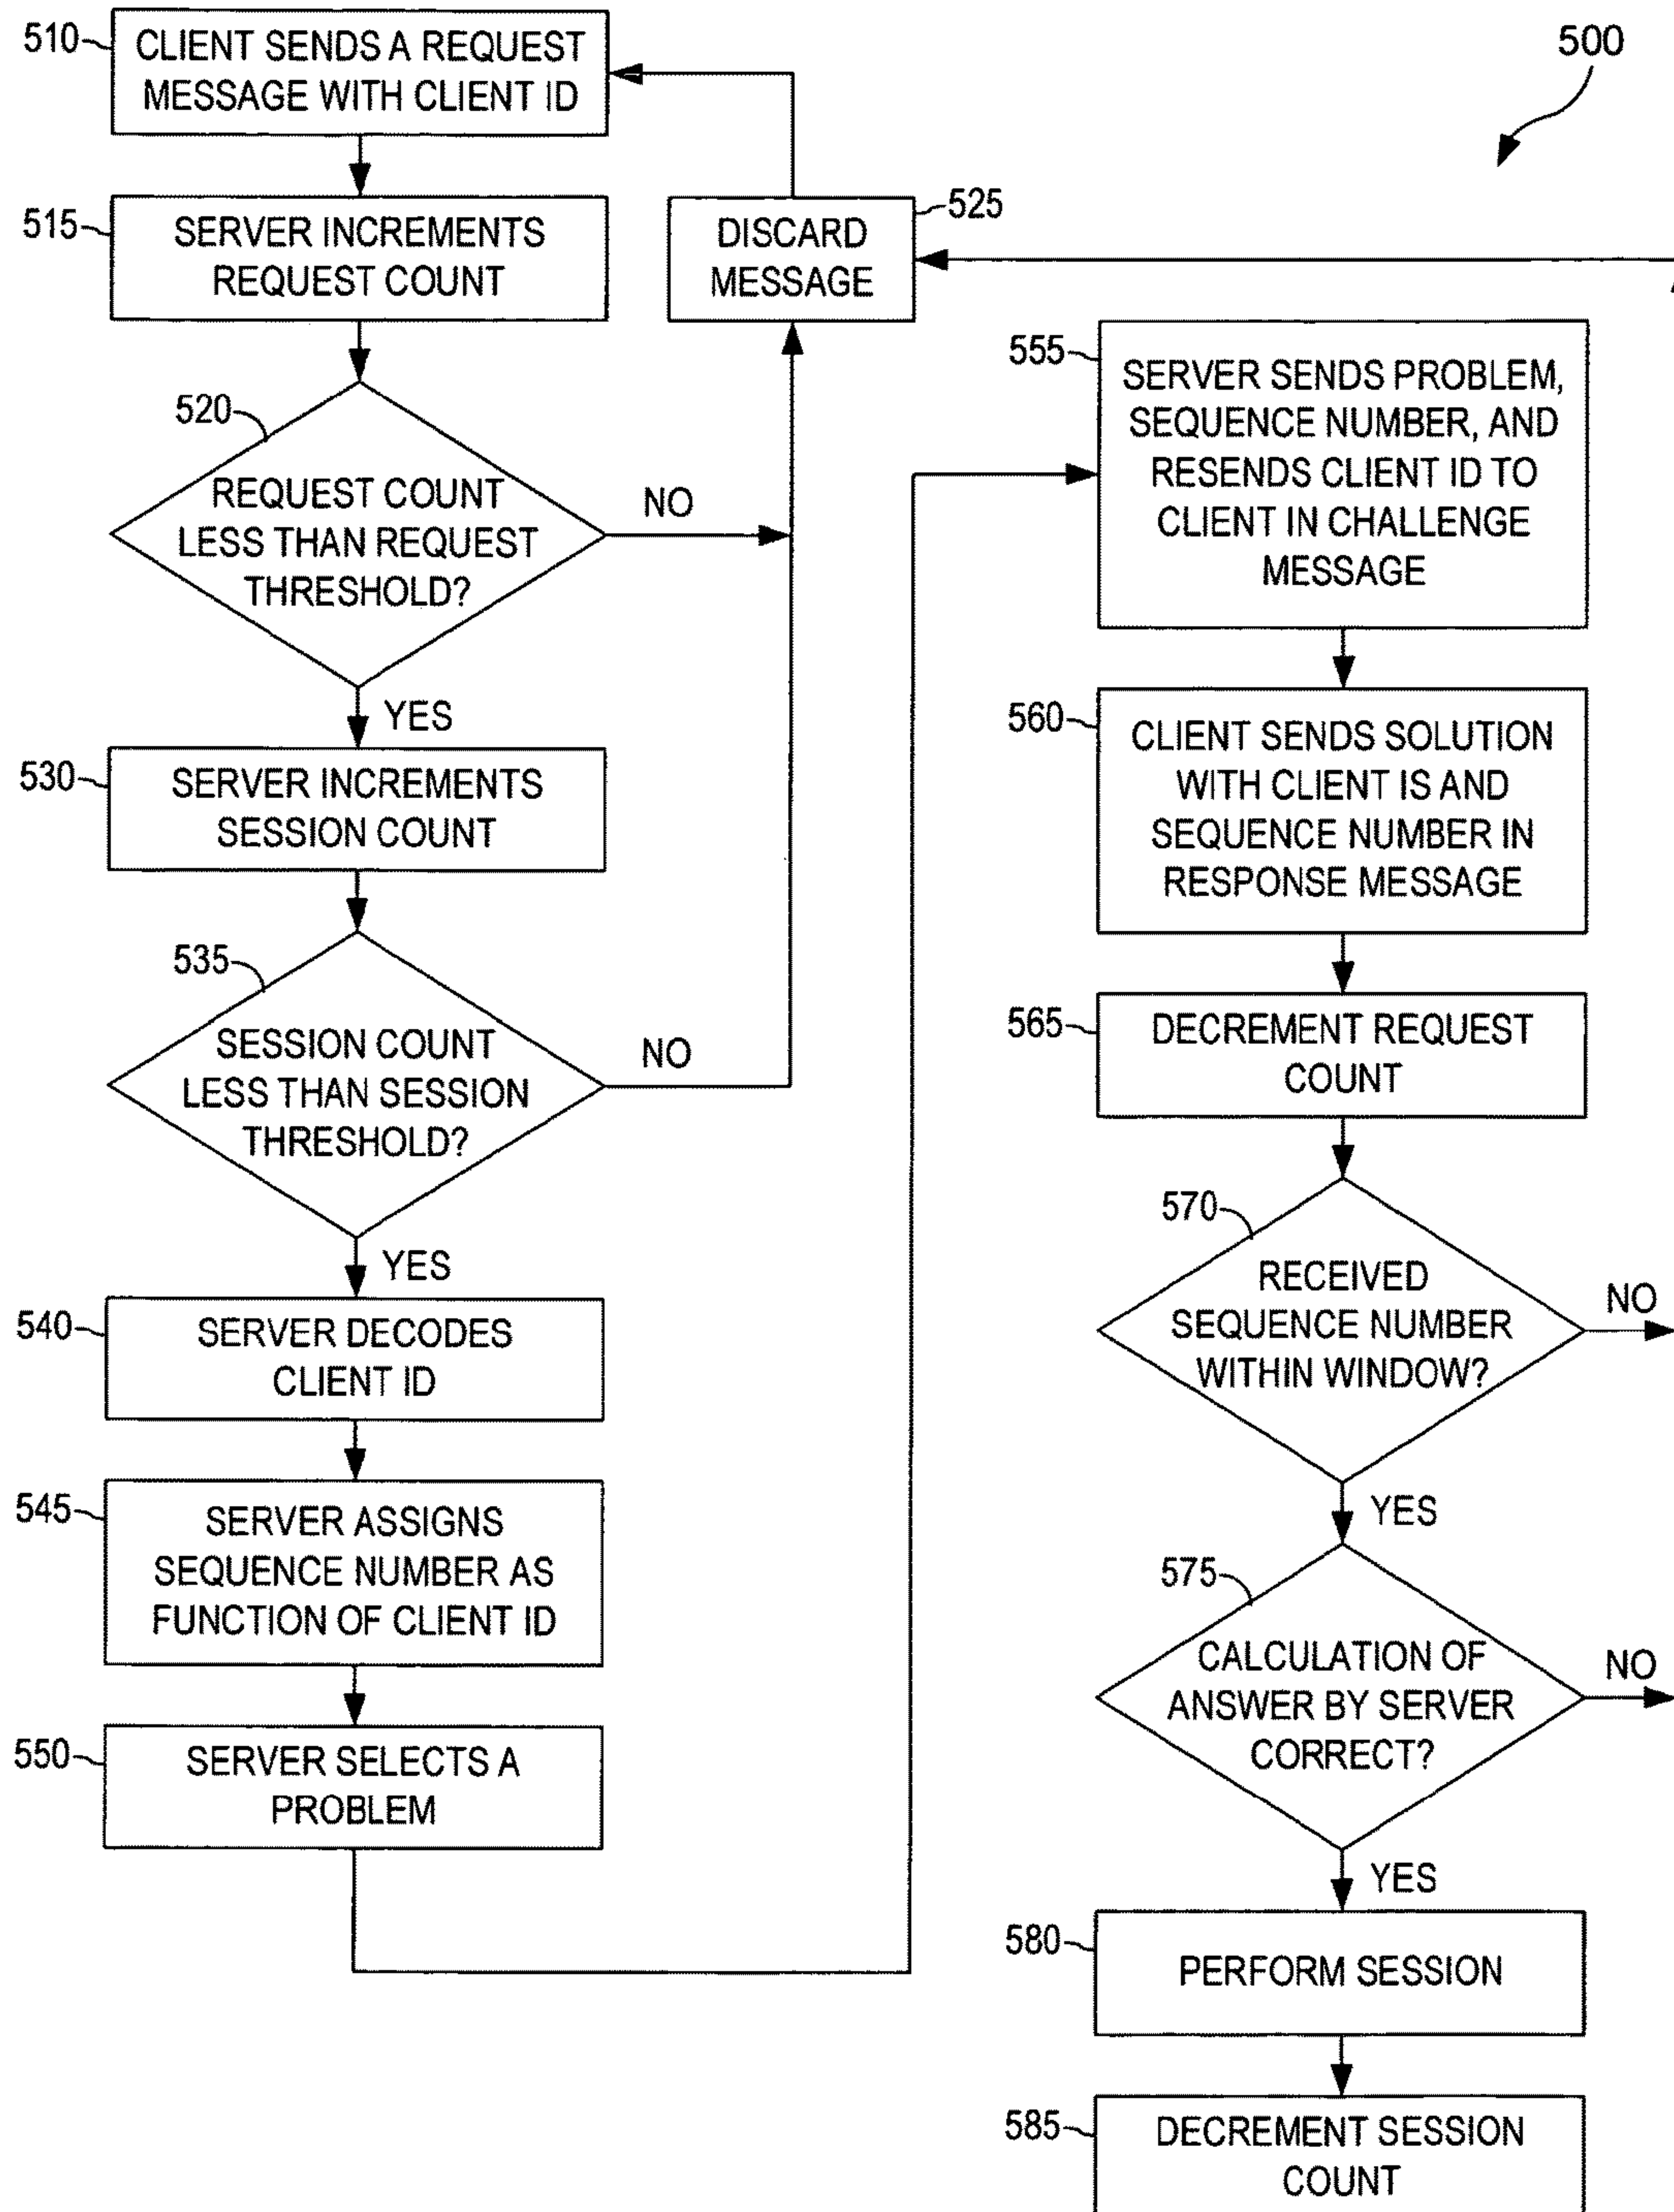 500
510
CLIENT SENDS A REQUEST
MESSAGE WITH CLIENT ID
515
SERVER INCREMENTS
REQUEST COUNT
525
DISCARD
MESSAGE
520
REQUEST COUNT
LESS THAN REQUEST
THRESHOLD?
NO
YES
530
SERVER INCREMENTS
SESSION COUNT
535
SESSION COUNT
LESS THAN SESSION
THRESHOLD?
NO
YES
540
SERVER DECODES
CLIENT ID
545
SERVER ASSIGNS
SEQUENCE NUMBER AS
FUNCTION OF CLIENT ID
550
SERVER SELECTS A
PROBLEM
555
SERVER SENDS PROBLEM,
SEQUENCE NUMBER, AND
RESENDS CLIENT ID TO
CLIENT IN CHALLENGE
MESSAGE
560
CLIENT SENDS SOLUTION
WITH CLIENT IS AND
SEQUENCE NUMBER IN
RESPONSE MESSAGE
565
DECREMENT REQUEST
COUNT
570
RECEIVED
SEQUENCE NUMBER
WITHIN WINDOW?
NO
YES
575
CALCULATION OF
ANSWER BY SERVER
CORRECT?
NO
YES
580
PERFORM SESSION
585
DECREMENT SESSION
COUNT